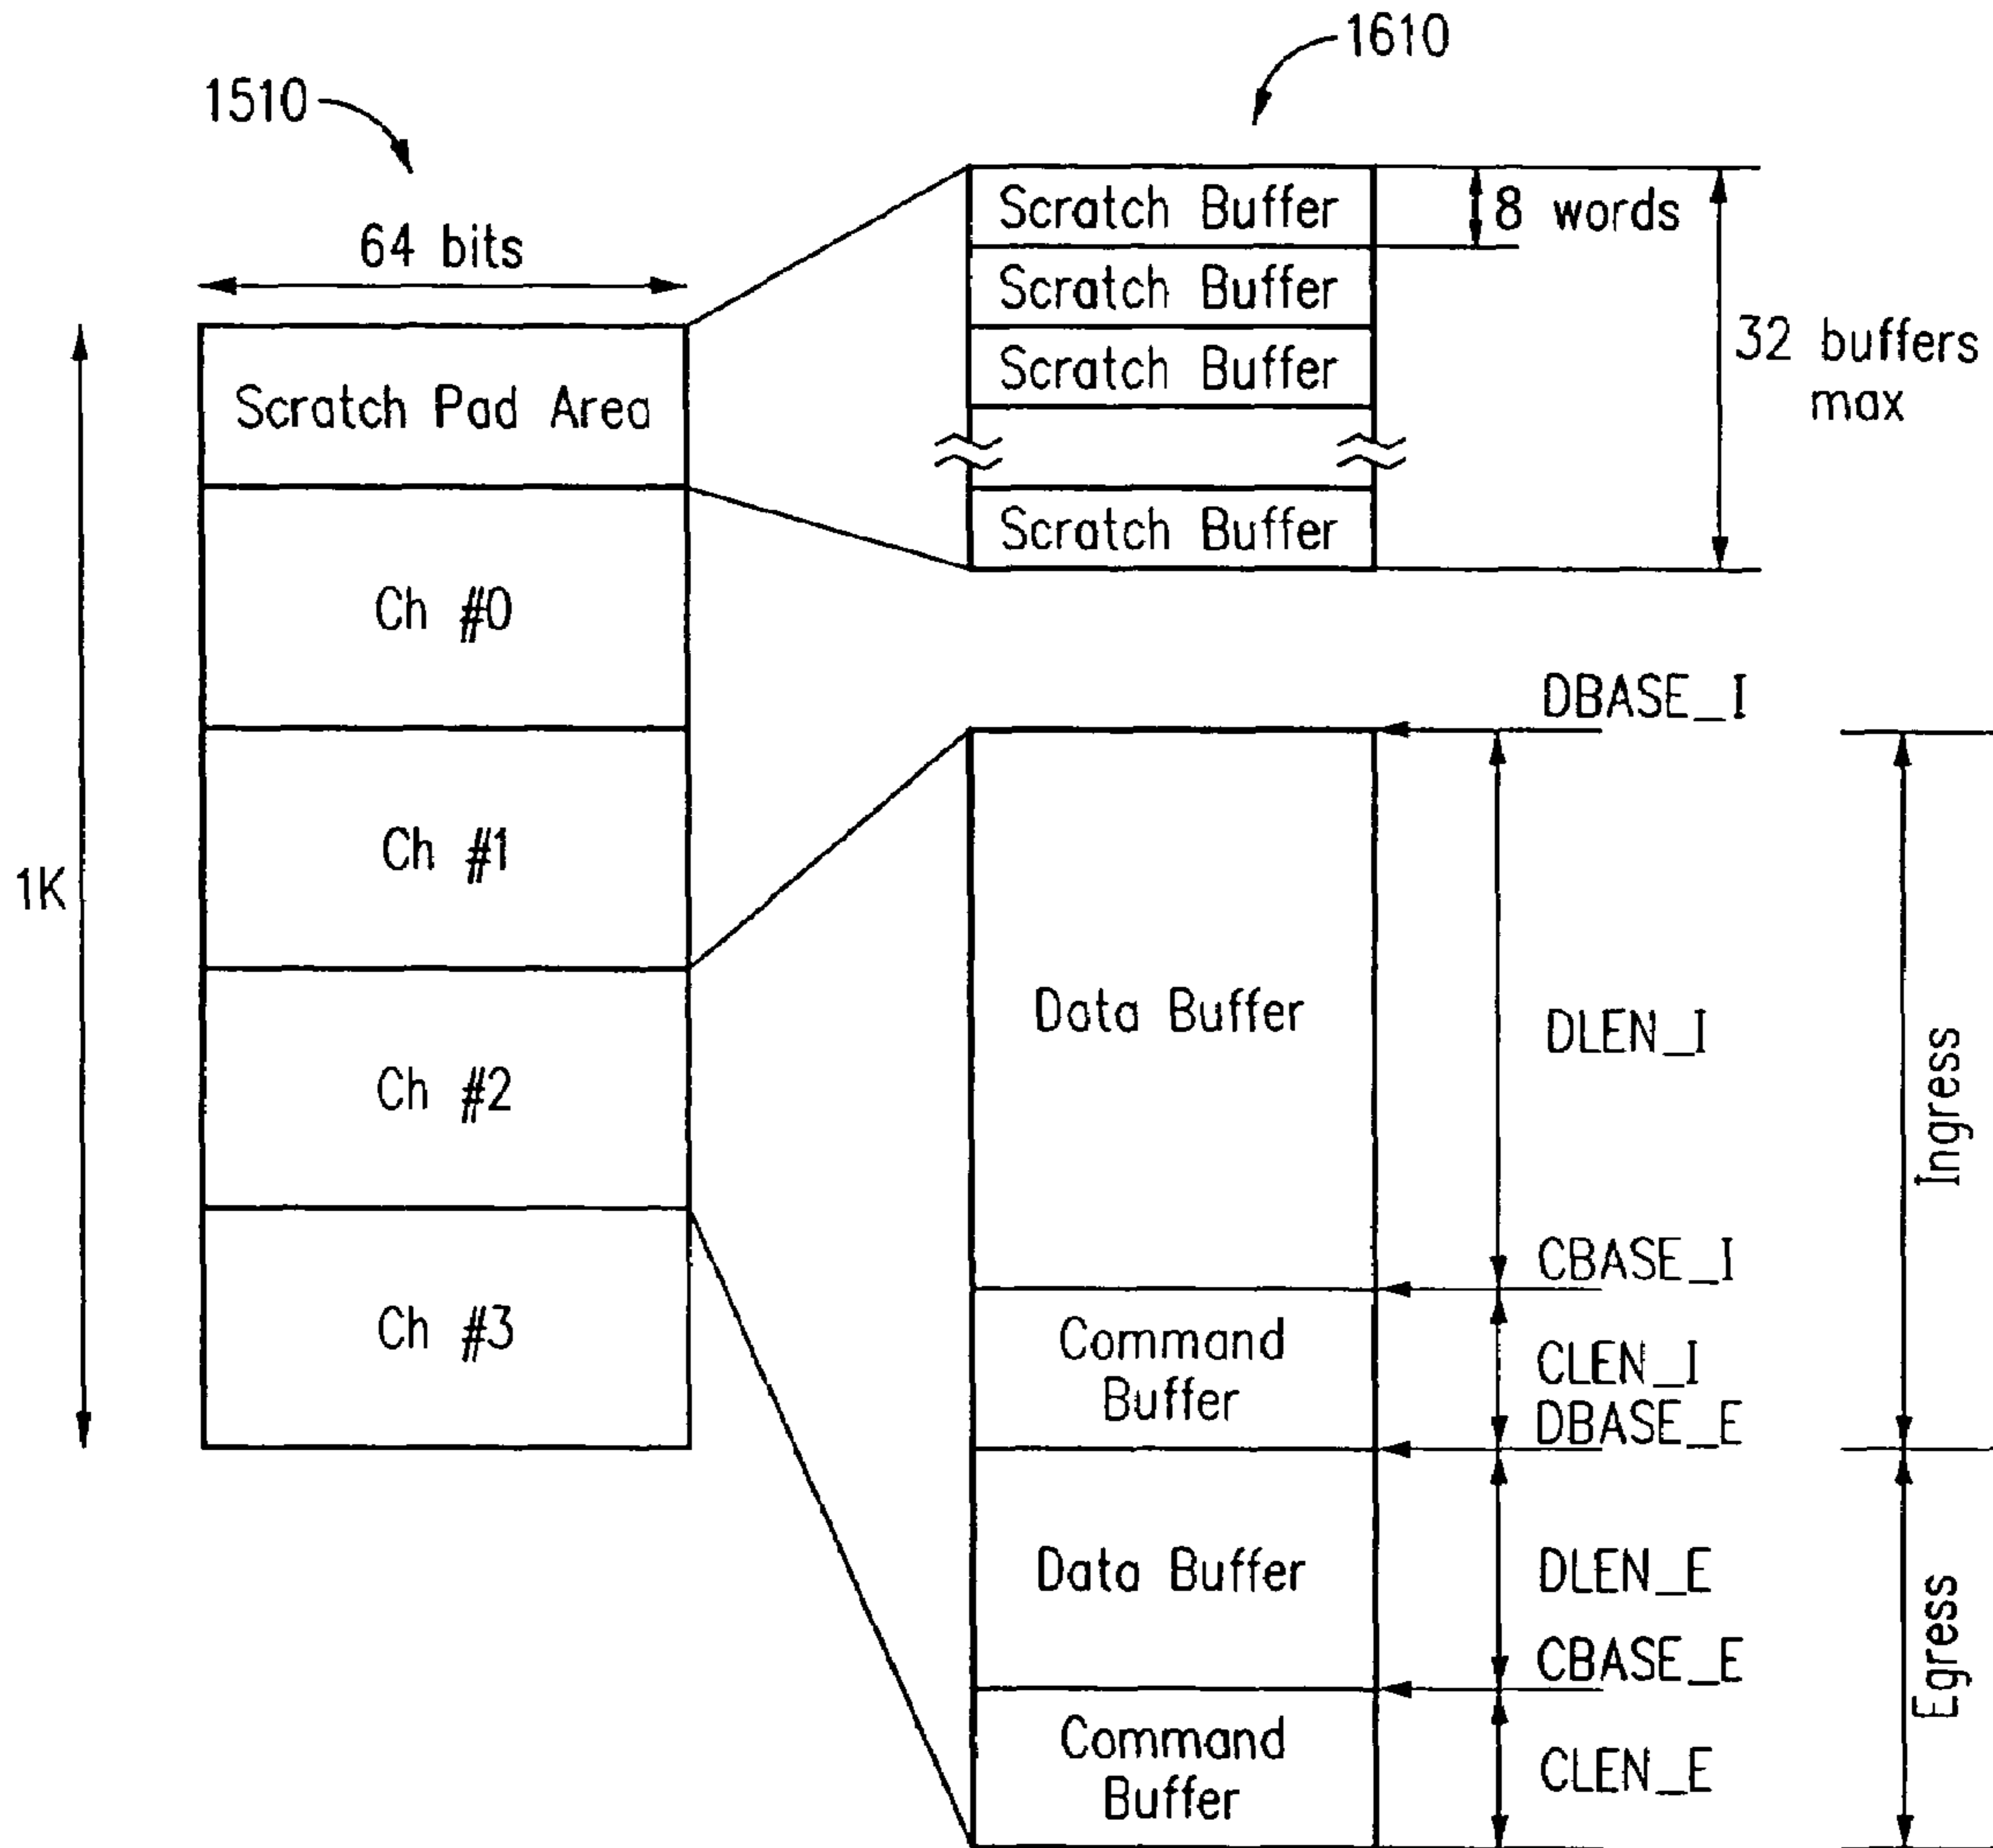 1610
1510
64 bits
1K
Scratch Pad Area
Ch #0
Ch #1
Ch #2
Ch #3
Scratch Buffer
Scratch Buffer
Scratch Buffer
Scratch Buffer
8 words
32 buffers
max
DBASE_I
Data Buffer
DLEN_I
CBASE_I
Command
Buffer
CLEN_I
DBASE_E
Data Buffer
DLEN_E
CBASE_E
Command
Buffer
CLEN_E
Ingress
Egress